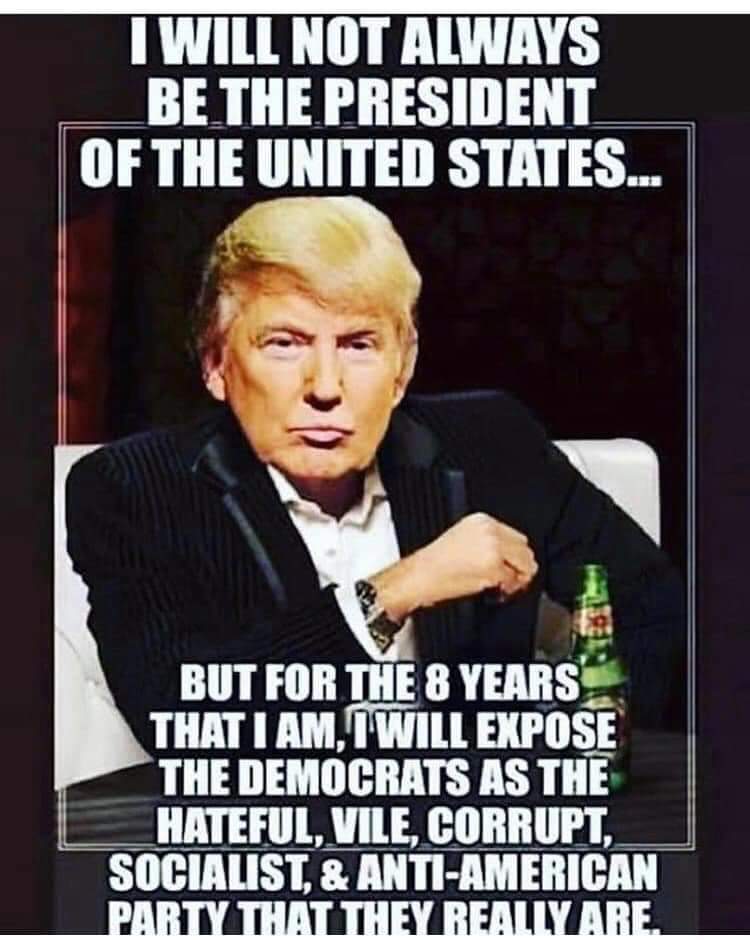 I WILL NOT ALWAYS
BE THE PRESIDENT
OF THE UNITED STATES...
BUT FOR THE 8 YEARS
THAT I AM, I WILL EXPOSE
THE DEMOCRATS AS THE
HATEFUL, VILE, CORRUPT,
SOCIALIST, & ANTI-AMERICAN
PARTY THAT THEY REALLY ARE.